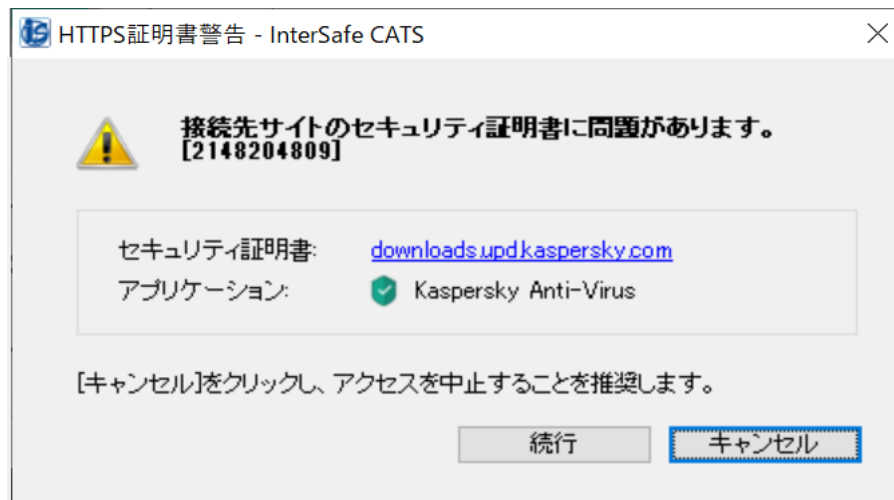 HTTPS証明書警告 - InterSafe CATS
接続先サイトのセキュリティ証明書に問題があります。
[2148204809]
セキュリティ証明書: downloads.upd.kaspersky.com
アプリケーション: Kaspersky Anti-Virus
[キャンセル]をクリックし、アクセスを中止することを推奨します。
続行 キャンセル